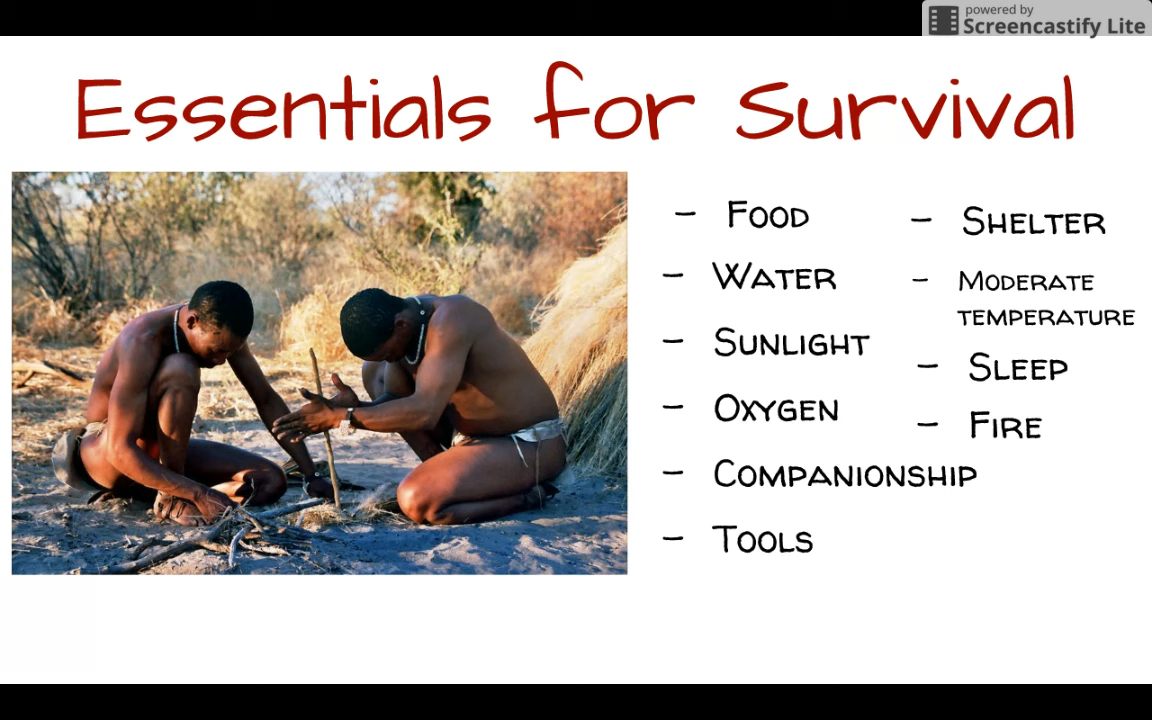 powered by
Screencastify Lite
Essentials for Survival
- Food
- Water
- Sunlight
- Oxygen
- Companionship
- Tools
- Shelter
- Moderate
temperature
- Sleep
- Fire